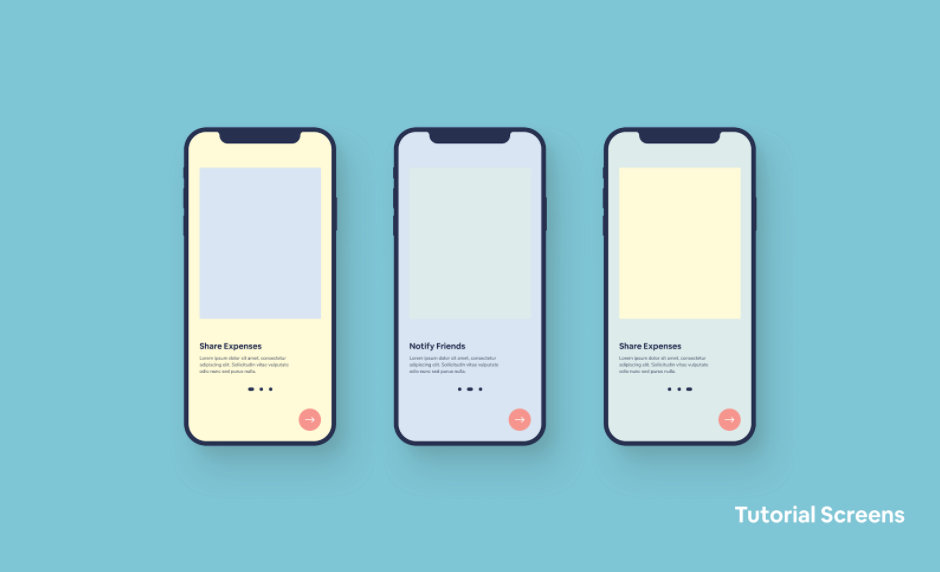 Share Expenses
Lorem ipsum dolor sit amet, consectetur
adipiscing elit. Sollicitudin vitae vulputate
odio nunc sed purus nulla.
Notify Friends
Lorem ipsum dolor sit amet, consectetur
adipiscing elit. Sollicitudin vitae vulputate
odio nunc sed purus nulla.
Share Expenses
Lorem ipsum dolor sit amet, consectetur
adipiscing elit. Sollicitudin vitae vulputate
odio nunc sed purus nulla.
Tutorial Screens